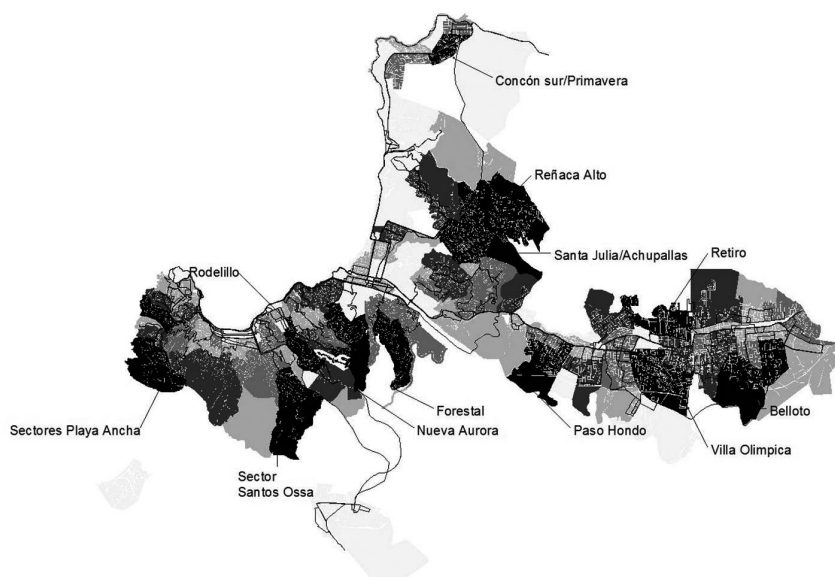 Concón sur/Primavera
Reñaca Alto
Santa Julia/Achupallas
Retiro
Rodelillo
Sectores Playa Ancha
Forestal
Nueva Aurora
Paso Hondo
Belloto
Villa Olimpica
Sector
Santos Ossa